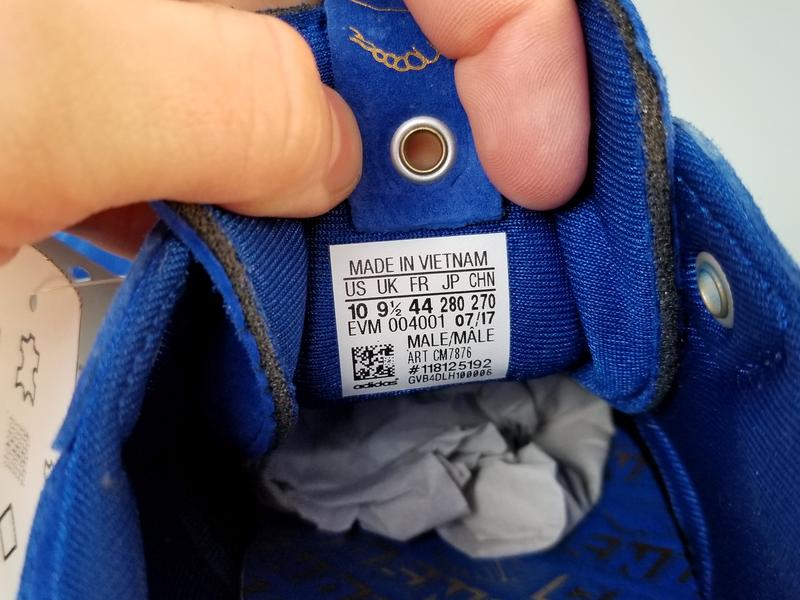 MADE IN VIETNAM
US UK FR JP CHN
10 9½ 44 280 270
EVM 004001 07/17
MALE/MÂLE
ART CM7876
#118125192
GVB4DLH100006
adidas